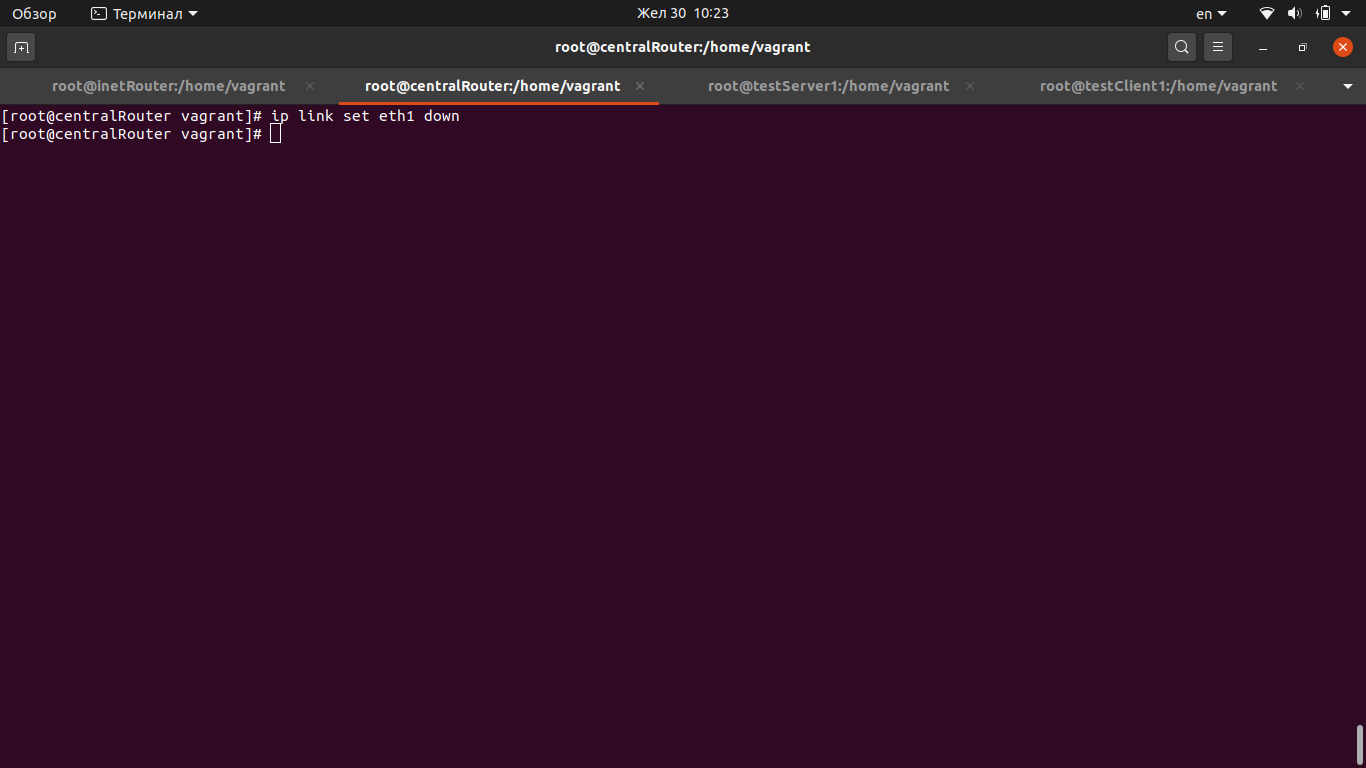 Обзор Терминал Жел 30 10:23 en
root@centralRouter:/home/vagrant
root@inetRouter:/home/vagrant root@centralRouter:/home/vagrant root@testServer1:/home/vagrant root@testClient1:/home/vagrant
[root@centralRouter vagrant]# ip link set eth1 down
[root@centralRouter vagrant]#